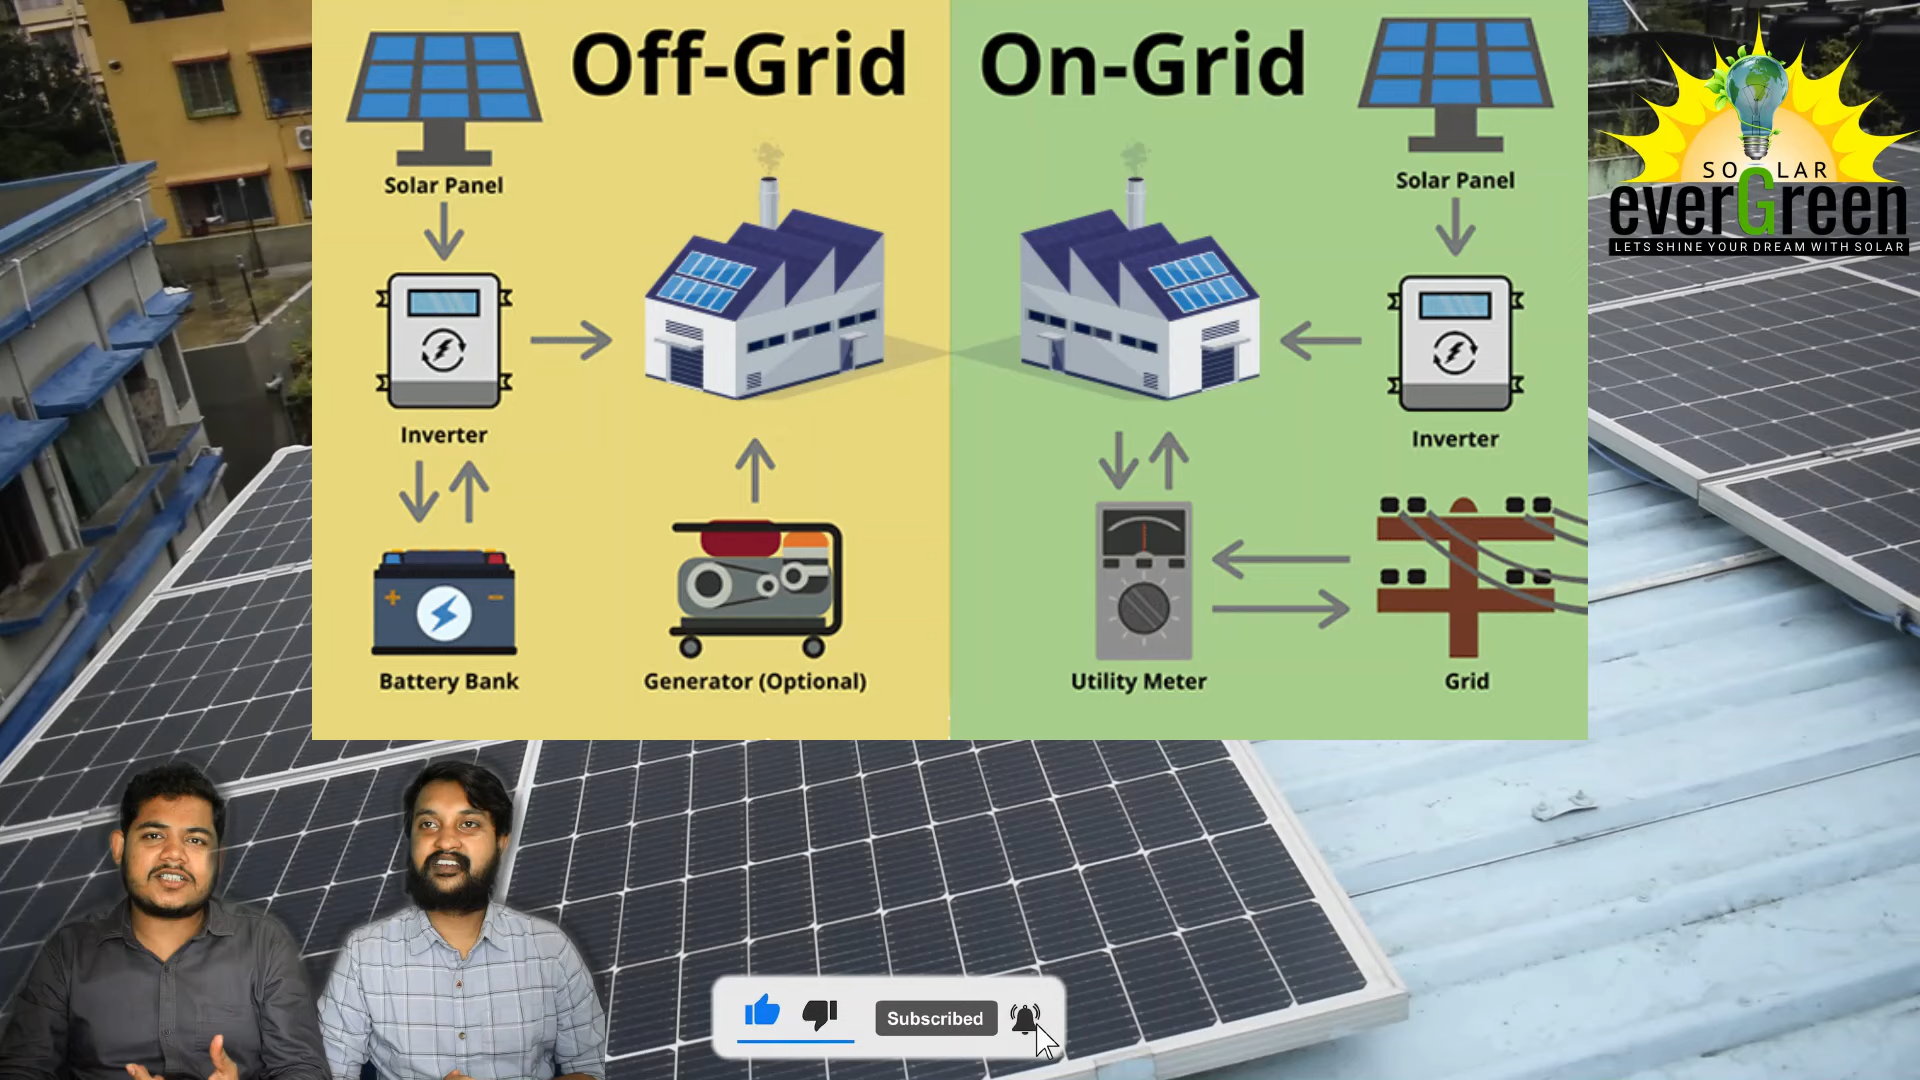 Off-Grid
On-Grid
Solar Panel
Solar Panel
Inverter
Inverter
Battery Bank
Generator (Optional)
Utility Meter
Grid
SOLAR
everGreen
LETS SHINE YOUR DREAM WITH SOLAR
Subscribed